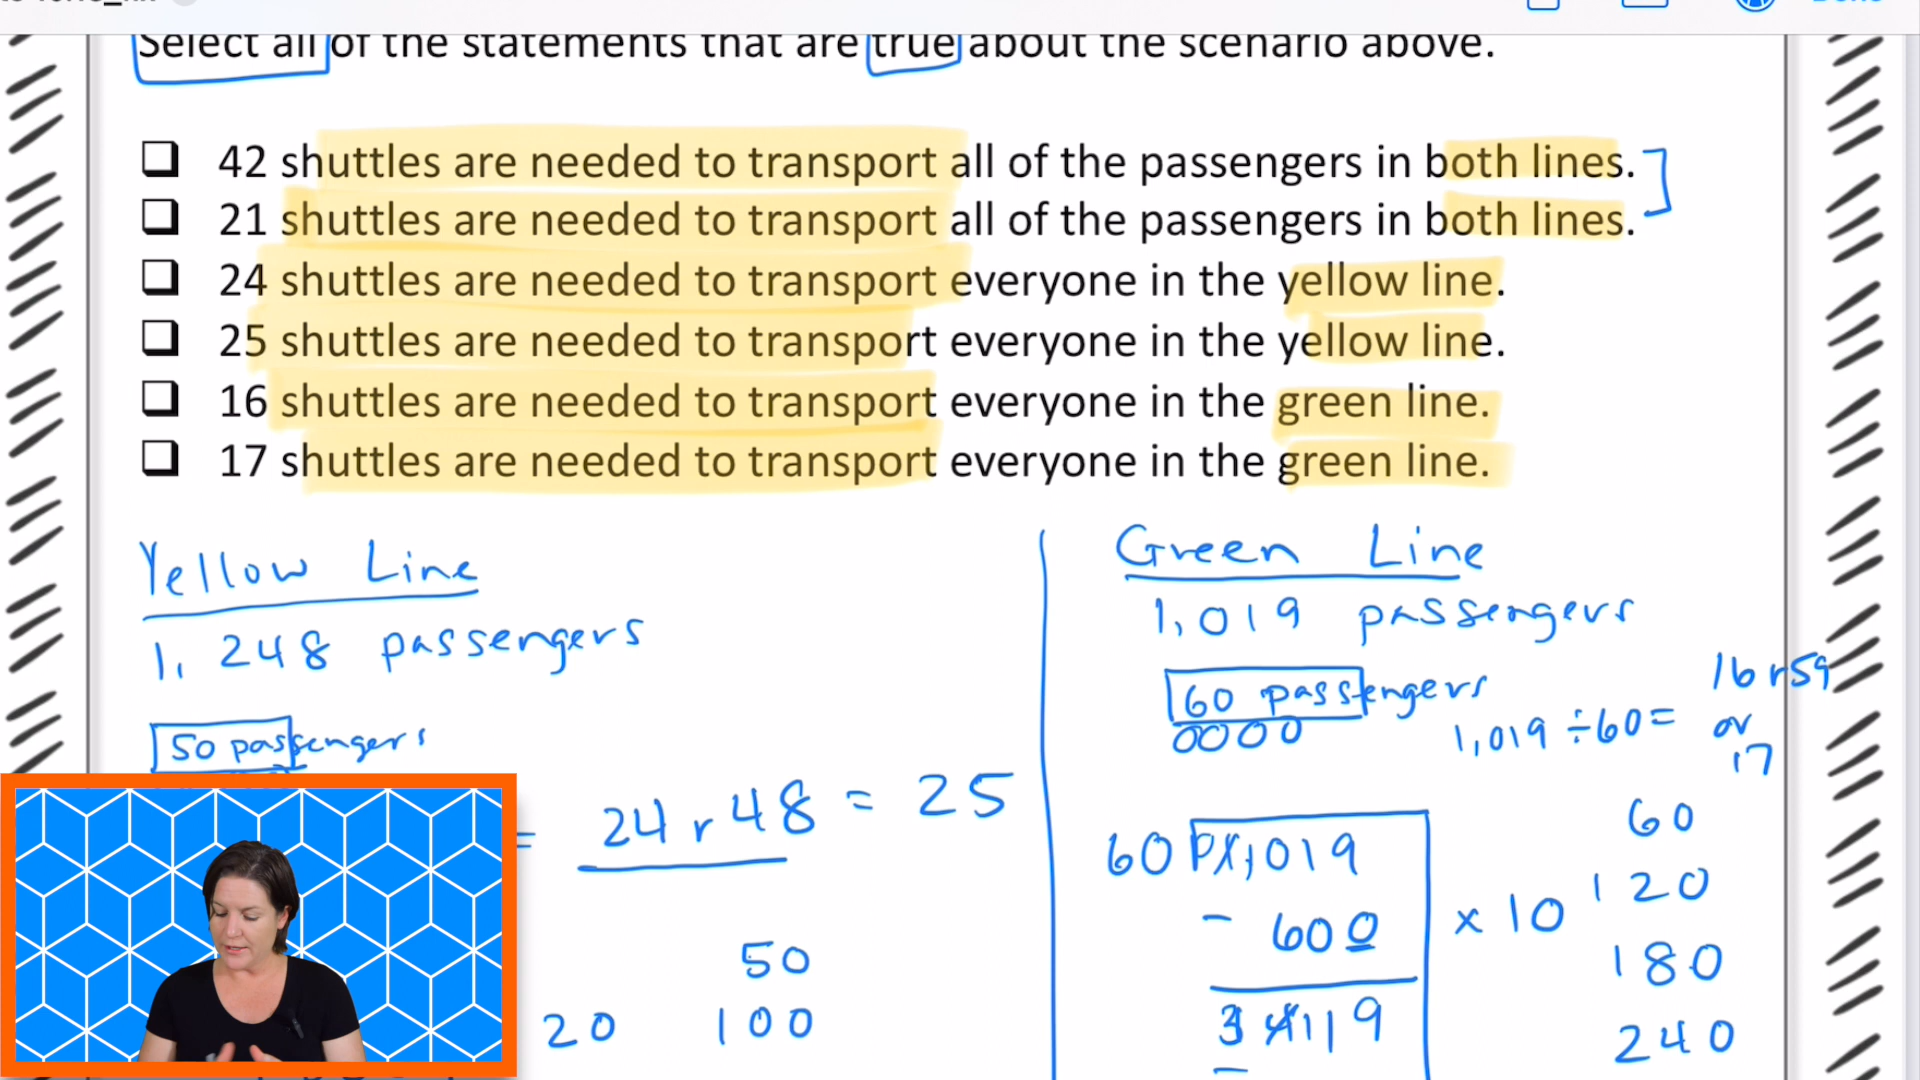 Select all of the statements that are true about the scenario above.
❑ 42 shuttles are needed to transport all of the passengers in both lines.
❑ 21 shuttles are needed to transport all of the passengers in both lines.
❑ 24 shuttles are needed to transport everyone in the yellow line.
❑ 25 shuttles are needed to transport everyone in the yellow line.
❑ 16 shuttles are needed to transport everyone in the green line.
❑ 17 shuttles are needed to transport everyone in the green line.
Yellow Line
1,248 passengers
50 passengers
= 24 r 48 = 25
50
20 100
Green Line
1,019 passengers
60 passengers
1,019 ÷ 60 = 16 r 59
or
17
60 1,019
- 600 x 10
60
120
180
240